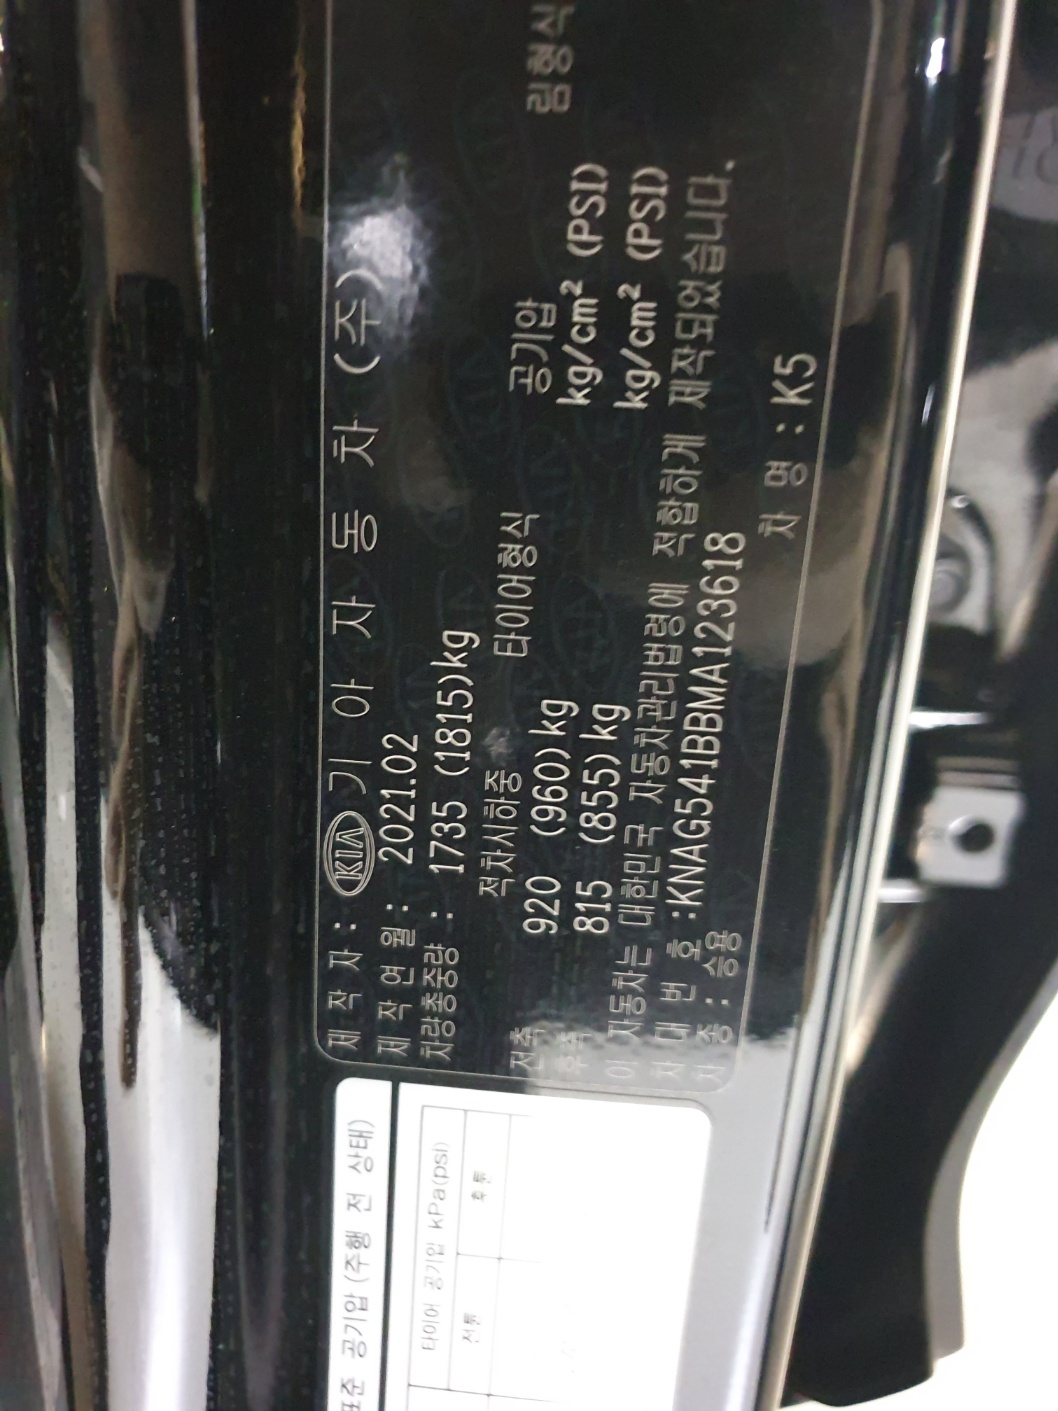 제 작 자 : KIA 기 아 자 동 차 (주)
제 작 연 월 : 2021.02
차량총중량 : 1735 (1815)kg
적차시하중 타이어형식 공기압 림형식
전축 920 (960)kg kg/cm² (PSI)
후축 815 (855)kg kg/cm² (PSI)
이 자동차는 대한민국 자동차관리법령에 적합하게 제작되었습니다.
차 대 번 호 :KNAG541BBMA123618
차종 : 승용 차 명 : K5
표준 공기압 (주행 전 상태)
타이어 공기압 kPa(psi)
전륜 후륜